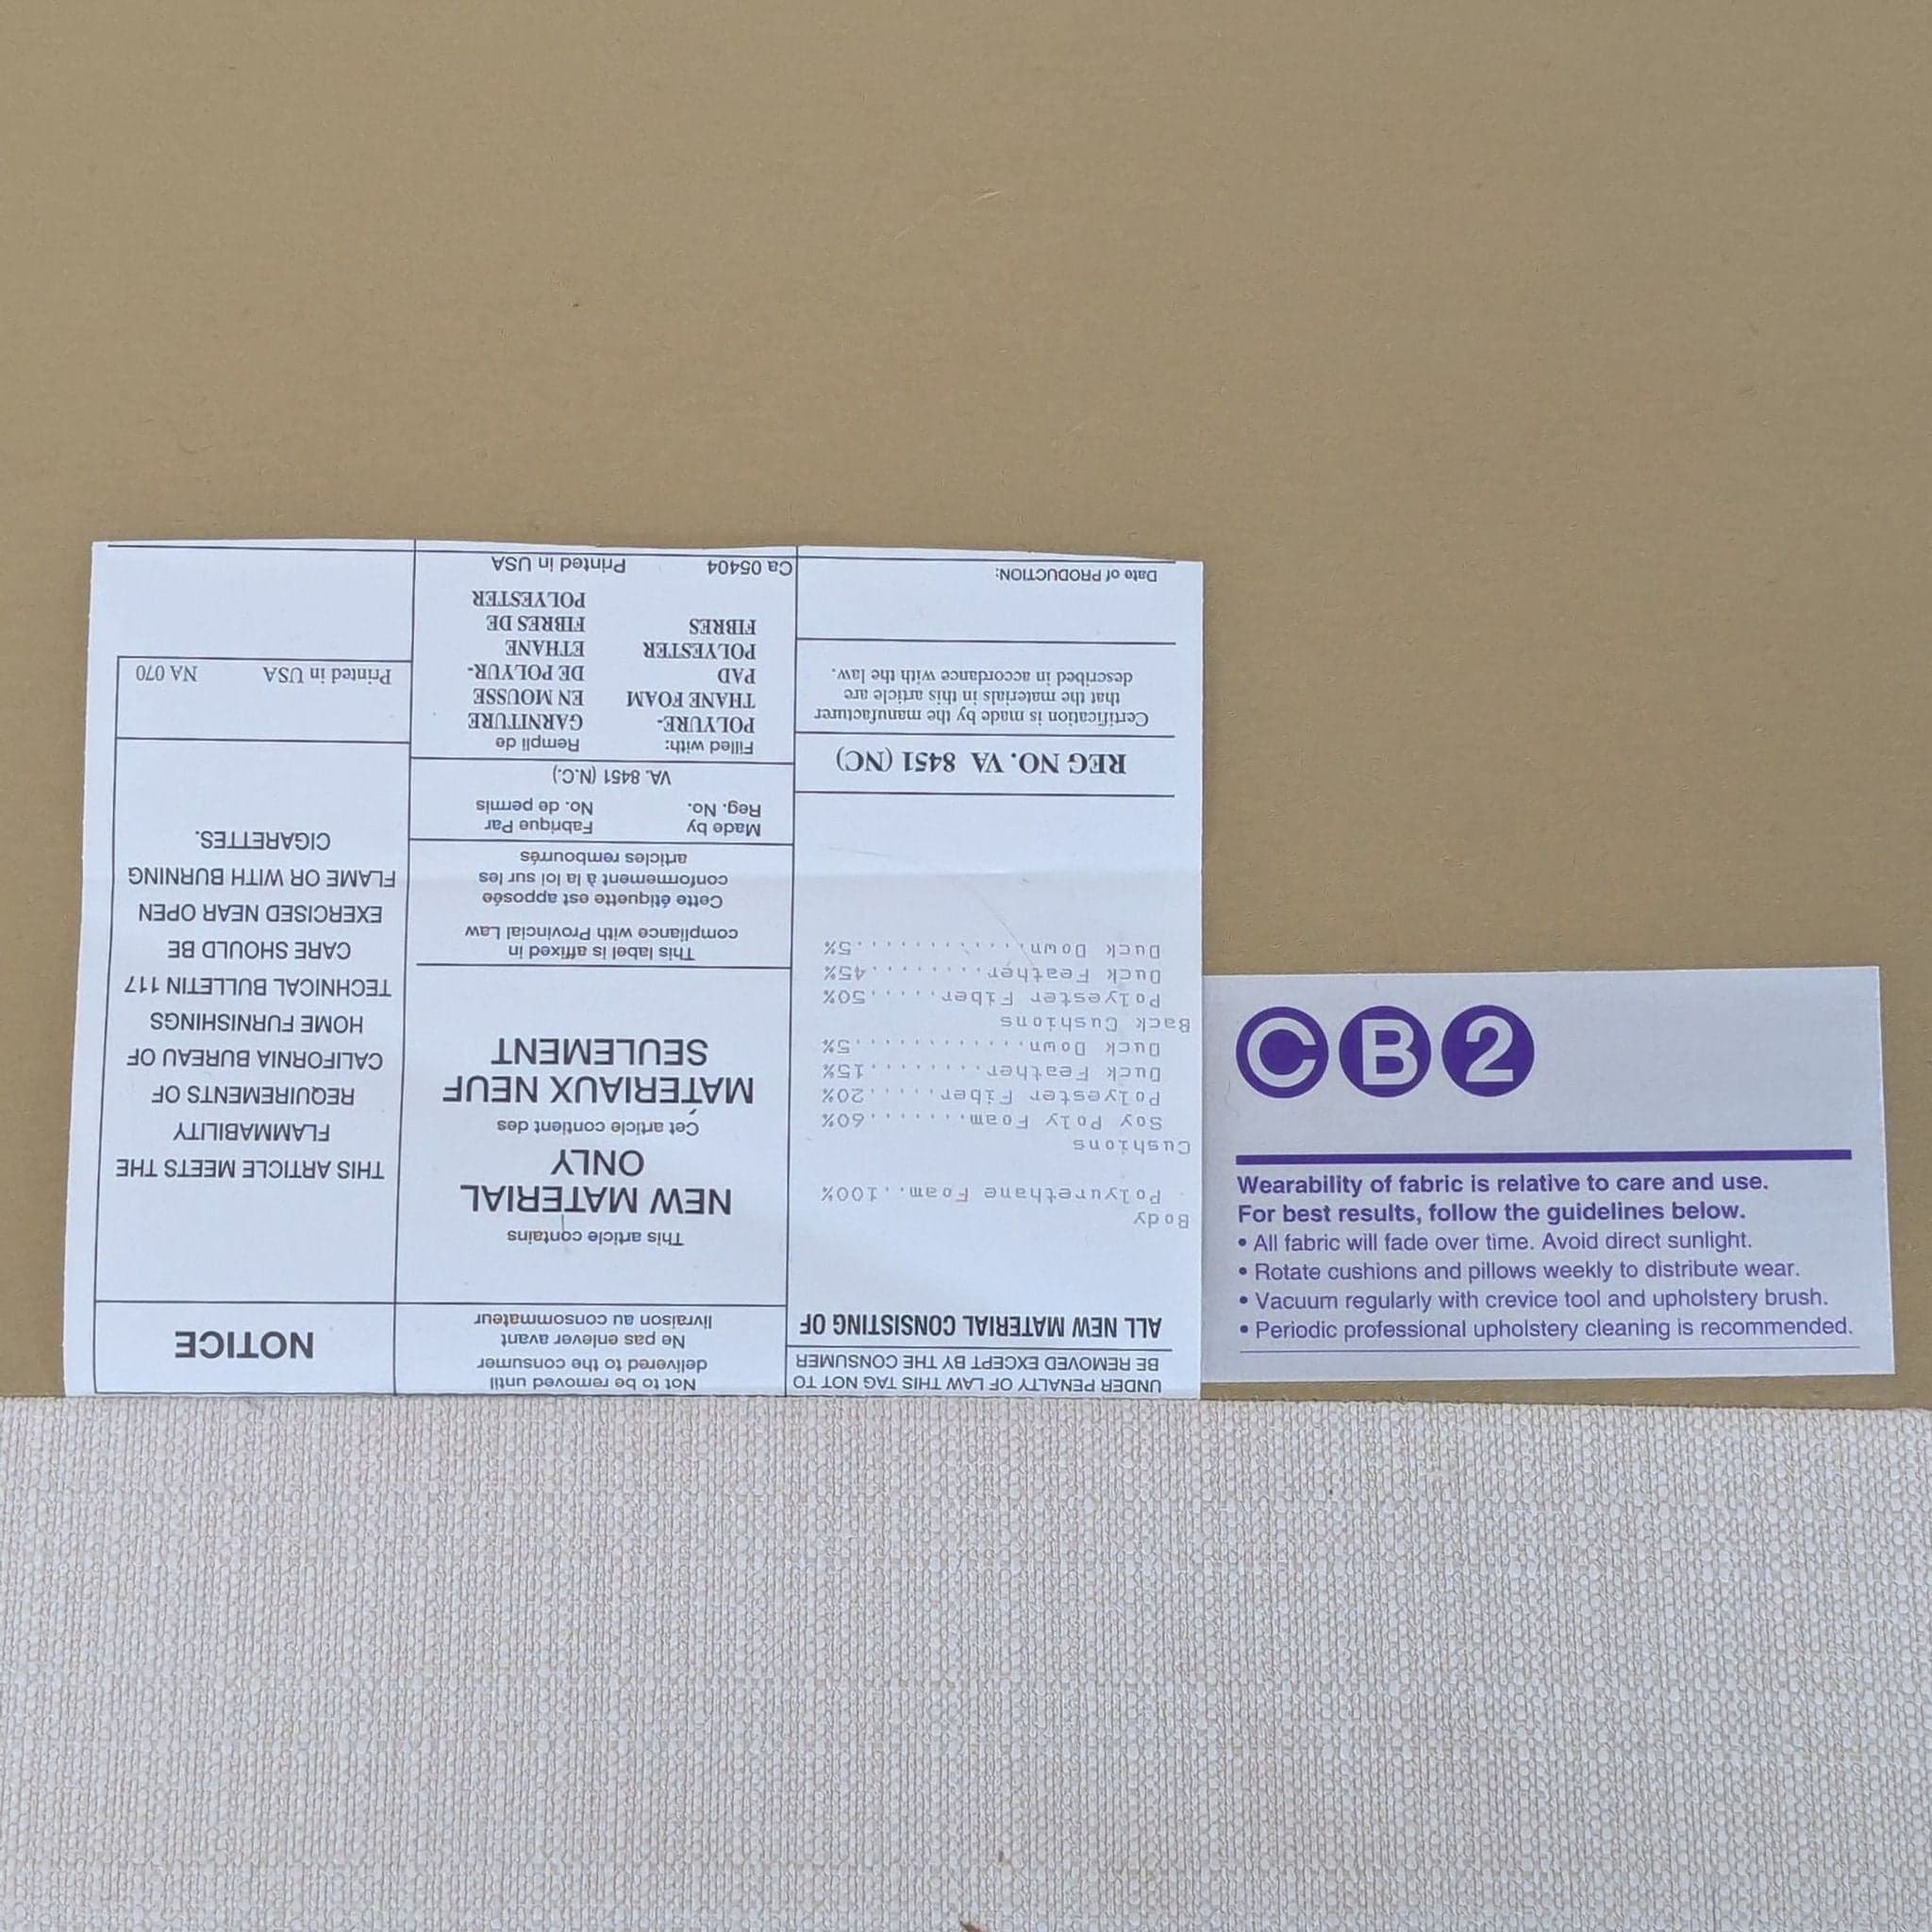 UNDER PENALTY OF LAW THIS TAG NOT TO
BE REMOVED EXCEPT BY THE CONSUMER
ALL NEW MATERIAL CONSISTING OF
Body
Polyurethane Foam...100%
Cushions
Soy Poly Foam........60%
Polyester Fiber......20%
Duck Feather.........15%
Duck Down.............5%
Back Cushions
Polyester Fiber......50%
Duck Feather.........45%
Duck Down.............5%
REG NO. VA 8451 (NC)
Certification is made by the manufacturer
that the materials in this article are
described in accordance with the law.
Date of PRODUCTION:
Not to be removed until
delivered to the consumer
Ne pas enlever avant
livraison au consommateur
This article contains
NEW MATERIAL
ONLY
Cet article contient des
MATÉRIAUX NEUF
SEULEMENT
This label is affixed in
compliance with Provincial Law
Cette étiquette est apposée
conformement à la loi sur les
articles rembourrés
Made by Fabrique Par
Reg. No. No. de permis
VA. 8451 (N.C.)
Filled with: Rempli de
POLYURE- GARNITURE
THANE FOAM EN MOUSSE
PAD DE POLYUR-
POLYESTER ETHANE
FIBRES FIBRES DE
POLYESTER
Ca 05404 Printed in USA
NOTICE
THIS ARTICLE MEETS THE
FLAMMABILITY
REQUIREMENTS OF
CALIFORNIA BUREAU OF
HOME FURNISHINGS
TECHNICAL BULLETIN 117
CARE SHOULD BE
EXERCISED NEAR OPEN
FLAME OR WITH BURNING
CIGARETTES.
Printed in USA NA 070
CB2
Wearability of fabric is relative to care and use.
For best results, follow the guidelines below.
• All fabric will fade over time. Avoid direct sunlight.
• Rotate cushions and pillows weekly to distribute wear.
• Vacuum regularly with crevice tool and upholstery brush.
• Periodic professional upholstery cleaning is recommended.